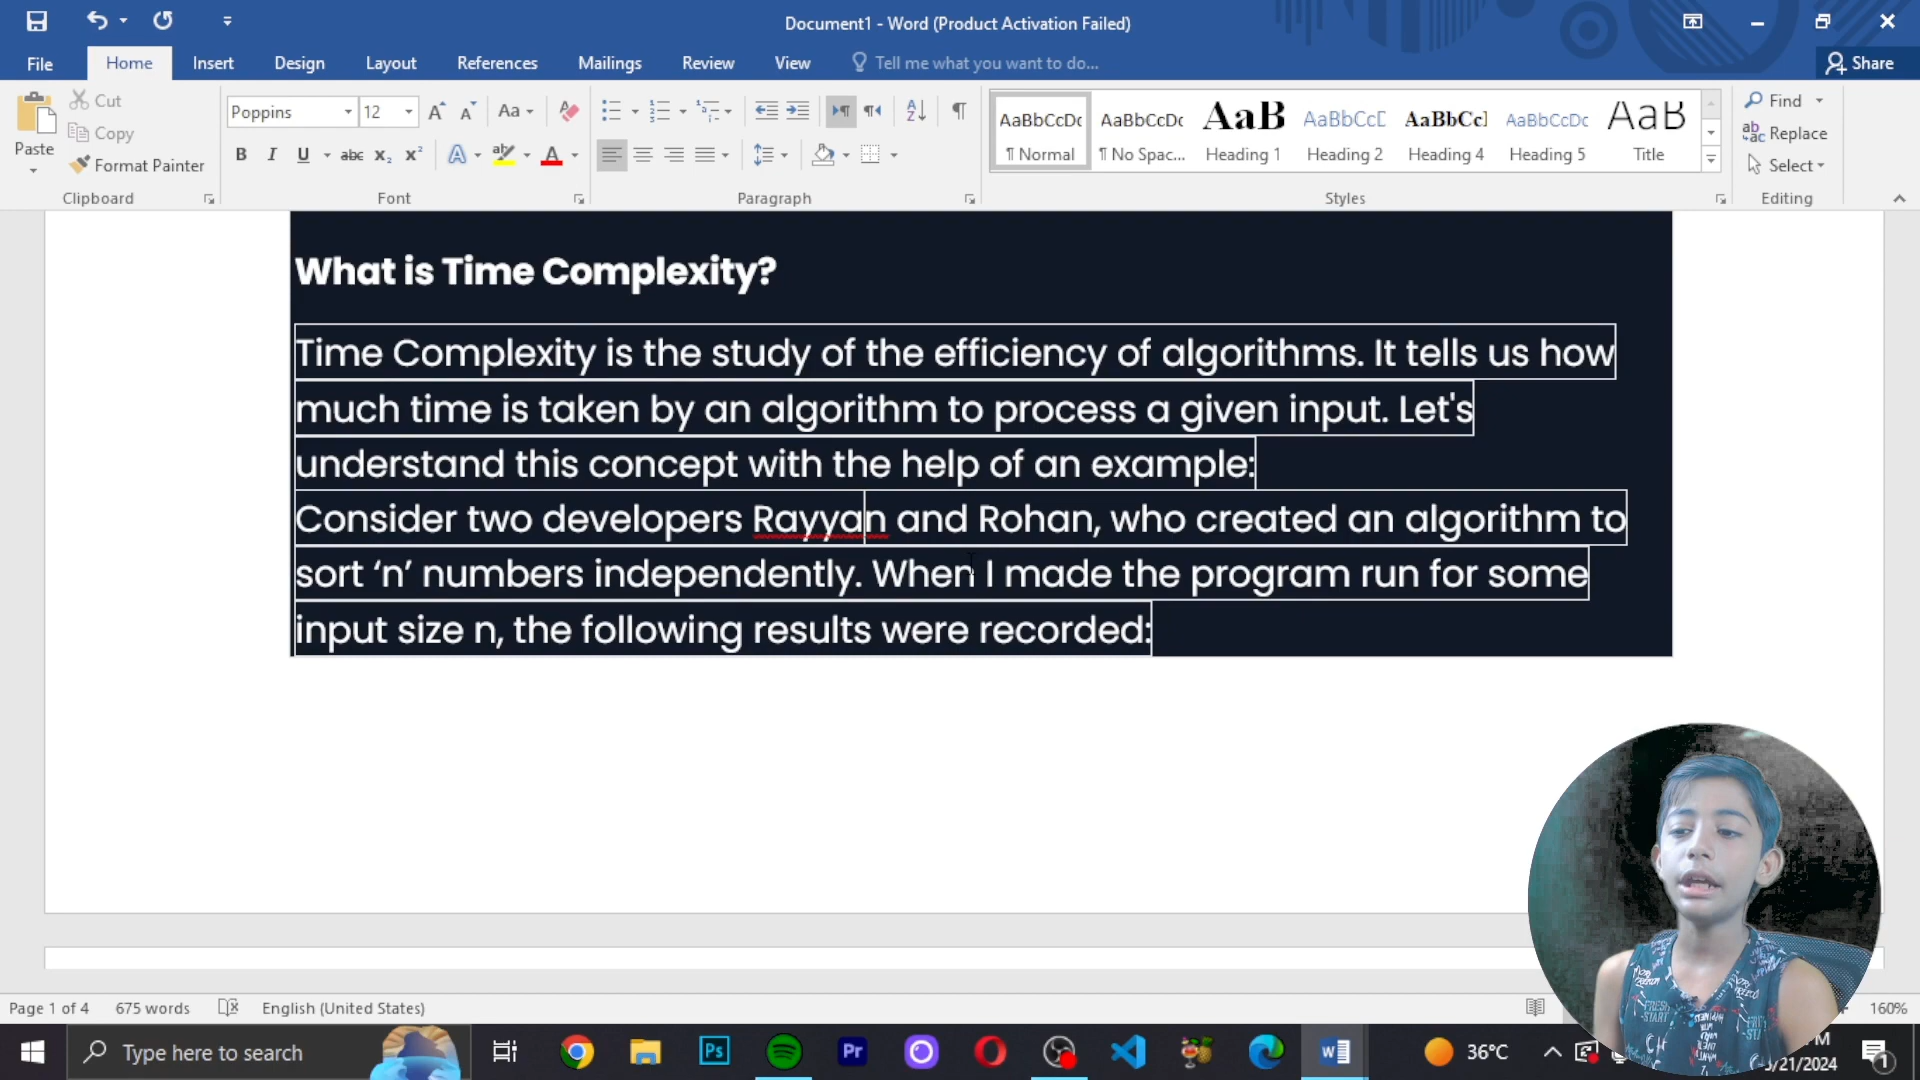 Document1 - Word (Product Activation Failed)
File Home Insert Design Layout References Mailings Review View Tell me what you want to do... Share
Paste
Cut
Copy
Format Painter
Clipboard
Poppins 12
Font
Paragraph
AaBbCcDc AaBbCcDc AaB AaBbCcD AaBbCcI AaBbCcDc AaB
¶ Normal ¶ No Spac... Heading 1 Heading 2 Heading 4 Heading 5 Title
Styles
Find
Replace
Select
Editing
What is Time Complexity?
Time Complexity is the study of the efficiency of algorithms. It tells us how
much time is taken by an algorithm to process a given input. Let's
understand this concept with the help of an example:
Consider two developers Rayyan and Rohan, who created an algorithm to
sort ‘n’ numbers independently. When I made the program run for some
input size n, the following results were recorded:
Page 1 of 4 675 words English (United States) 160%
Type here to search
Ps
Pr
36°C
/21/2024
1